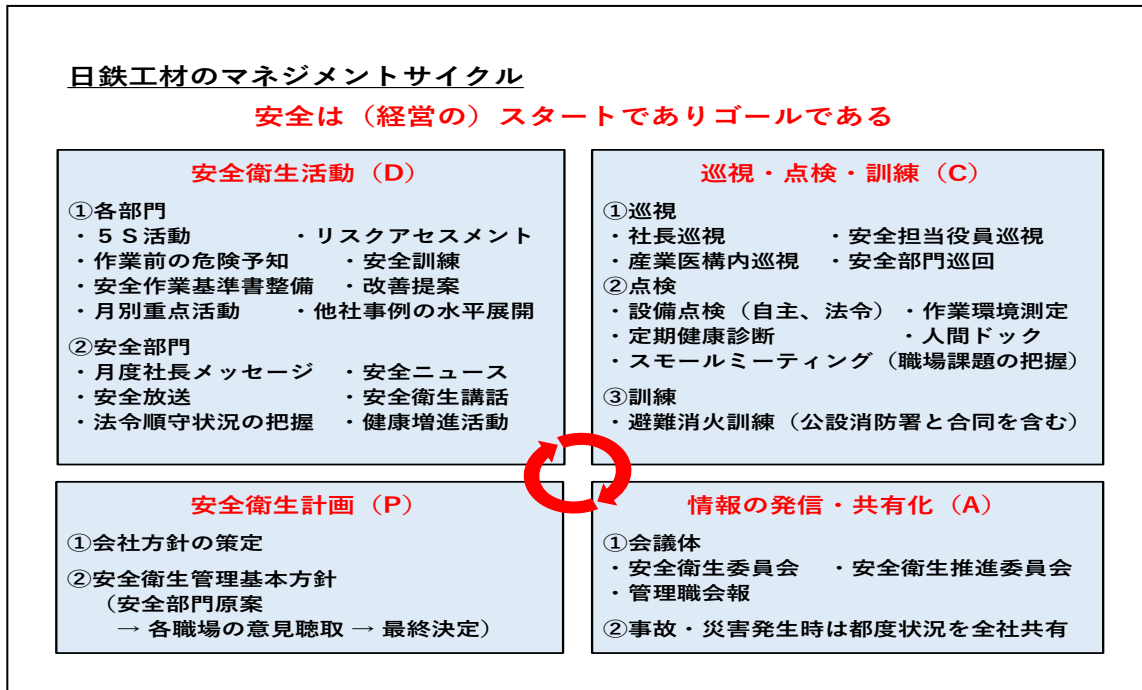 日鉄工材のマネジメントサイクル
安全は（経営の）スタートでありゴールである
安全衛生活動（D）
①各部門
・５Ｓ活動　・リスクアセスメント
・作業前の危険予知　・安全訓練
・安全作業基準書整備　・改善提案
・月別重点活動　・他社事例の水平展開
②安全部門
・月度社長メッセージ　・安全ニュース
・安全放送　・安全衛生講話
・法令順守状況の把握　・健康増進活動
巡視・点検・訓練（C）
①巡視
・社長巡視　・安全担当役員巡視
・産業医構内巡視　・安全部門巡回
②点検
・設備点検（自主、法令）・作業環境測定
・定期健康診断　・人間ドック
・スモールミーティング（職場課題の把握）
③訓練
・避難消火訓練（公設消防署と合同を含む）
安全衛生計画（P）
①会社方針の策定
②安全衛生管理基本方針
（安全部門原案
→ 各職場の意見聴取 → 最終決定）
情報の発信・共有化（A）
①会議体
・安全衛生委員会　・安全衛生推進委員会
・管理職会報
②事故・災害発生時は都度状況を全社共有